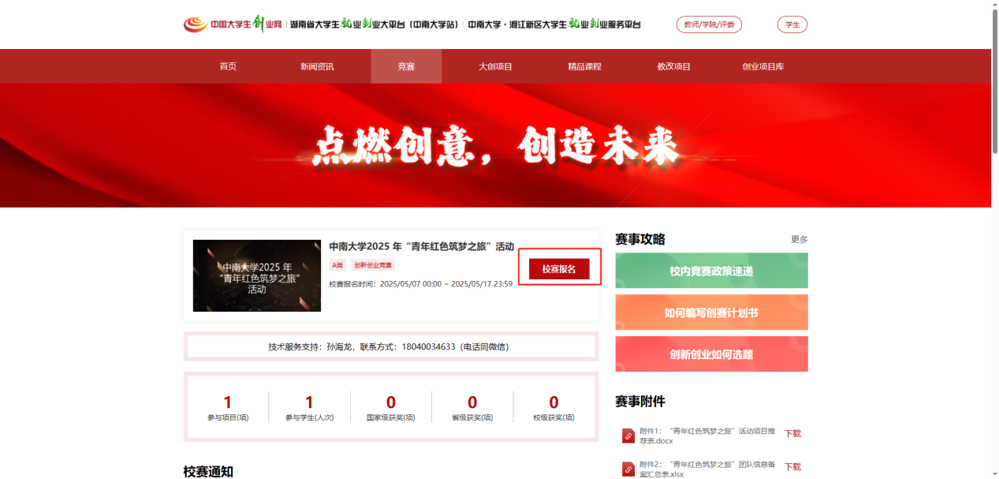 中国大学生创业网 湖南省大学生就业创业大平台（中南大学站） 中南大学·湘江新区大学生就业创业服务平台
教师/学院/评委
学生
首页 新闻资讯 竞赛 大创项目 精品课程 教改项目 创业项目库
点燃创意，创造未来
中南大学2025 年
“青年红色筑梦之旅”
活动
中南大学2025 年“青年红色筑梦之旅”活动
A类 创新创业竞赛
校赛报名时间：2025/05/07 00:00 ~ 2025/05/17 23:59
校赛报名
技术服务支持：孙海龙，联系方式：18040034633（电话同微信）
1 1 0 0 0
参与项目(项) 参与学生(人次) 国家级获奖(项) 省级获奖(项) 校级获奖(项)
校赛通知
赛事攻略 更多
校内竞赛政策速递
如何编写创赛计划书
创新创业如何选题
赛事附件
附件1：“青年红色筑梦之旅”活动项目推 下载
荐表.docx
附件2：“青年红色筑梦之旅”团队信息备 下载
案汇总表.xlsx